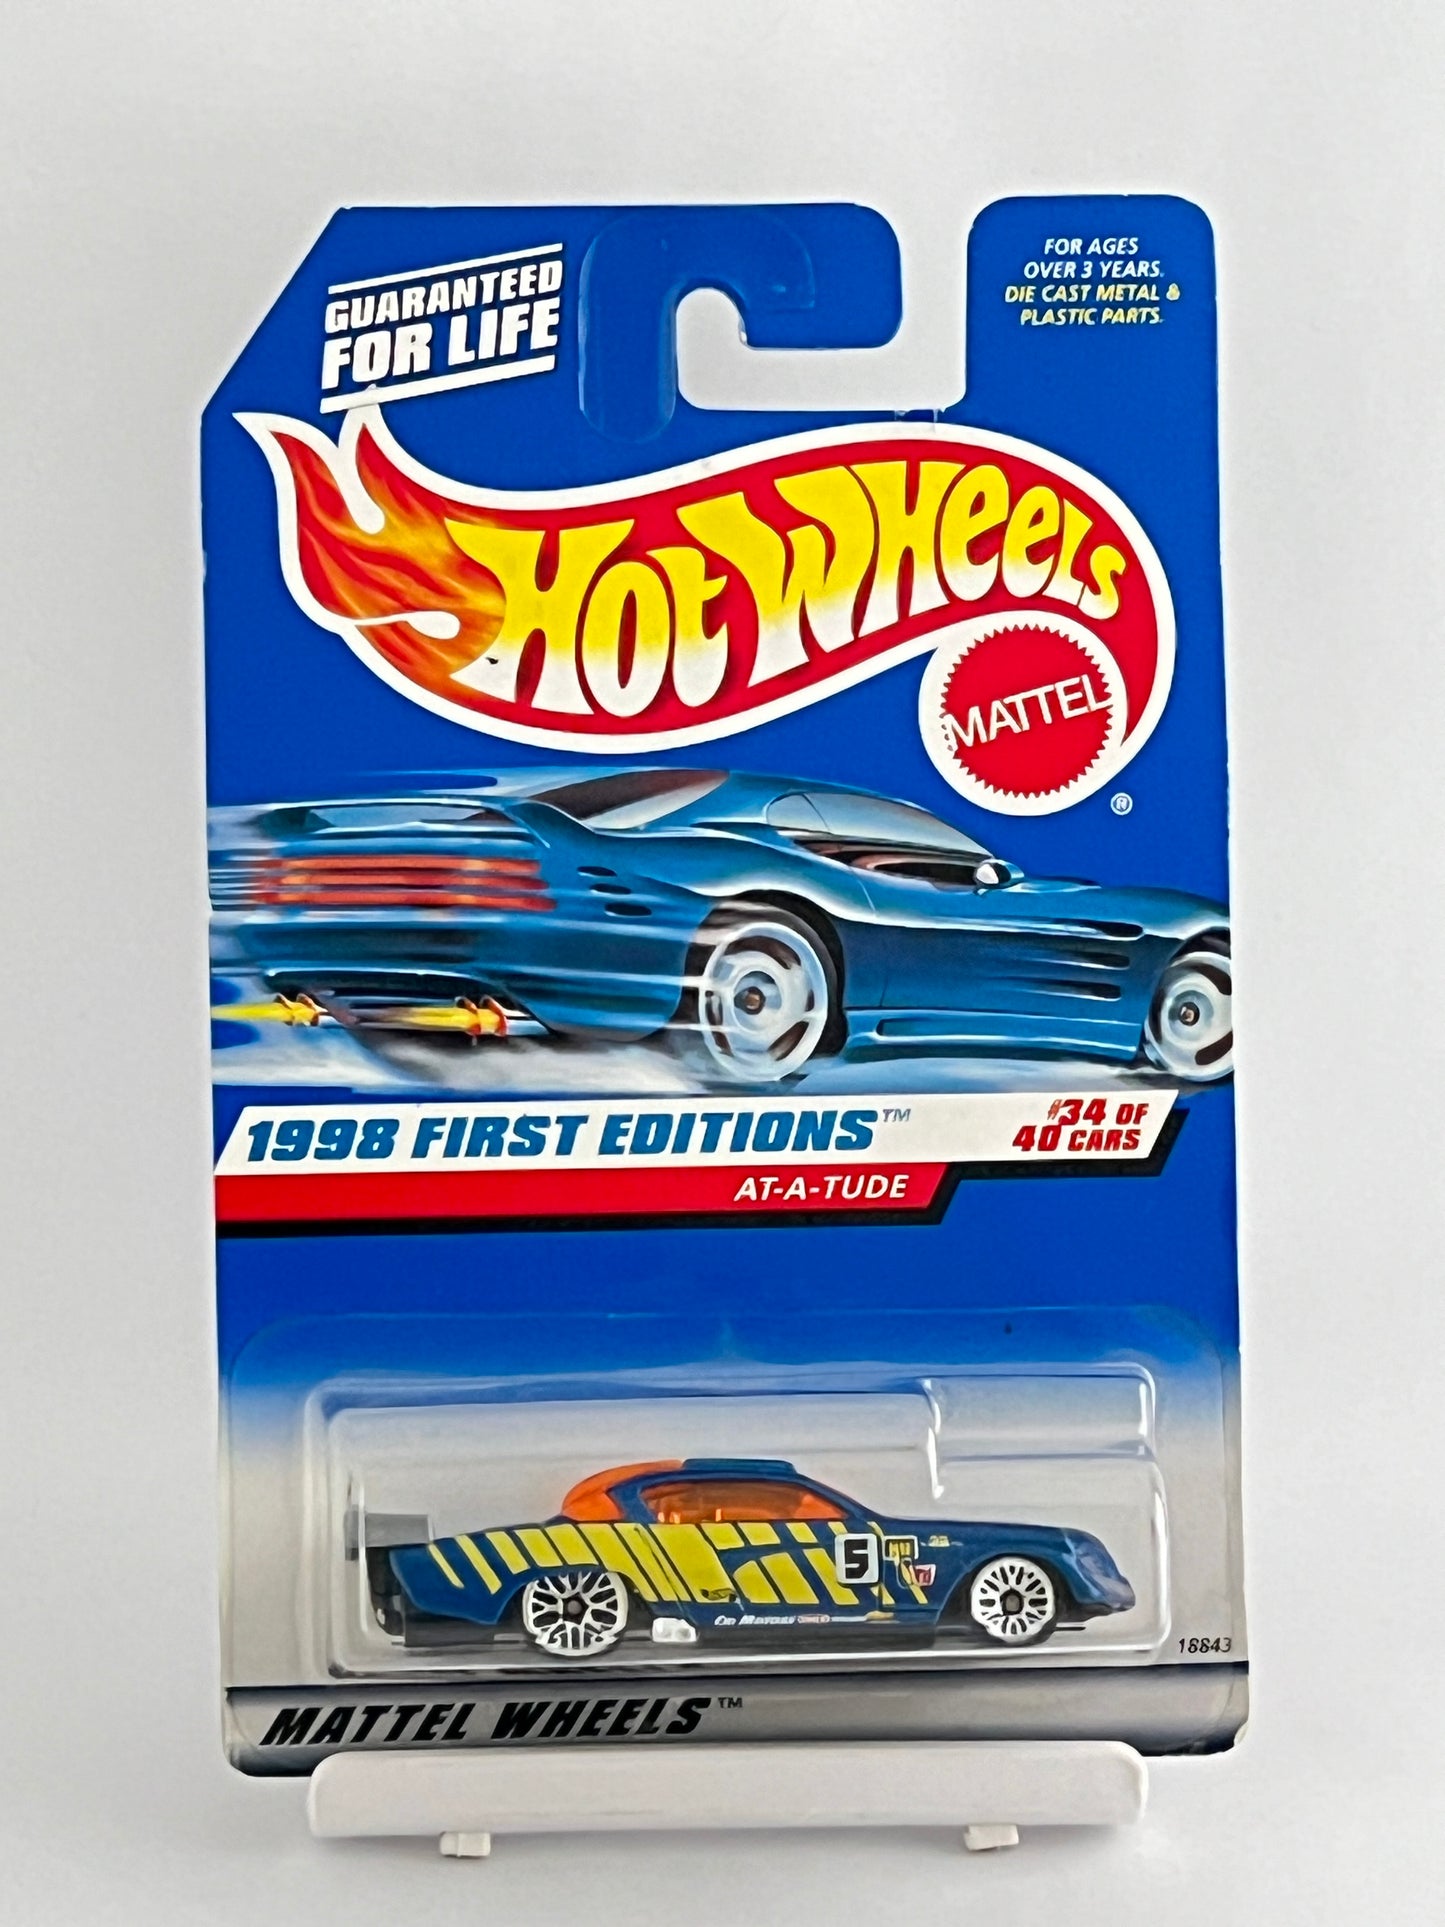 GUARANTEED
FOR LIFE
FOR AGES
OVER 3 YEARS.
DIE CAST METAL &
PLASTIC PARTS.
HOT WHEELS
MATTEL
®
1998 FIRST EDITIONS™
#34 OF
40 CARS
AT-A-TUDE
5
18843
MATTEL WHEELS™